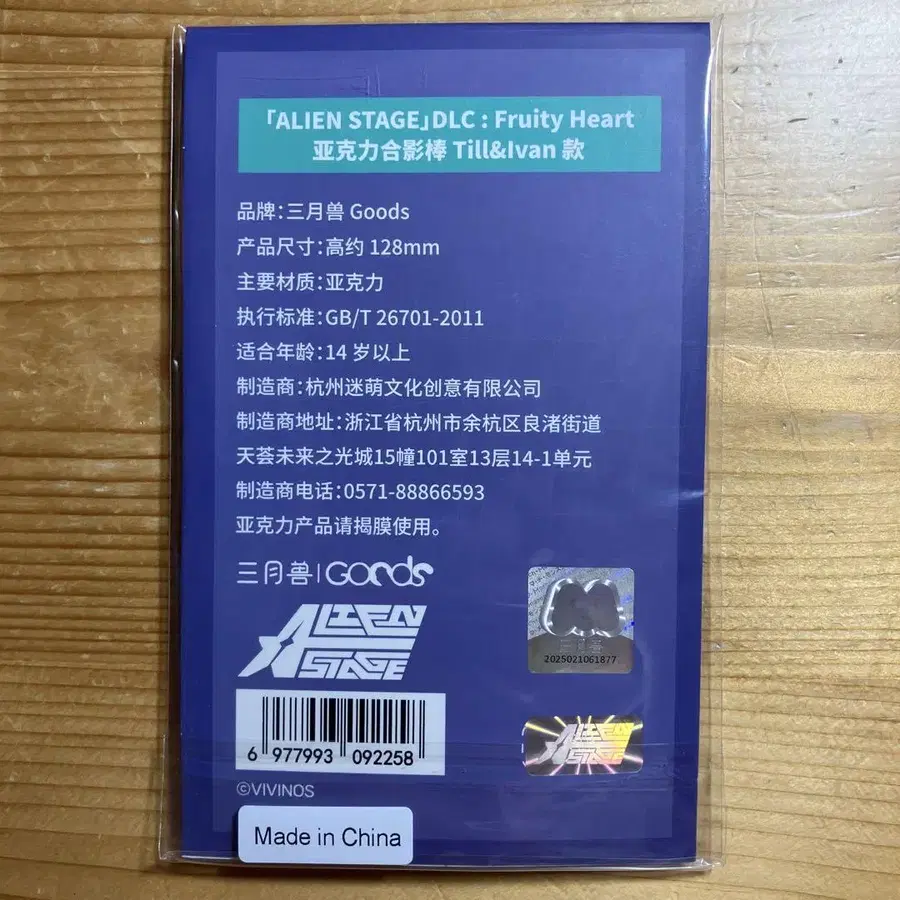 「ALIEN STAGE」DLC : Fruity Heart
亚克力合影棒 Till&Ivan 款
品牌：三月兽 Goods
产品尺寸：高约 128mm
主要材质：亚克力
执行标准：GB/T 26701-2011
适合年龄：14 岁以上
制造商：杭州迷萌文化创意有限公司
制造商地址：浙江省杭州市余杭区良渚街道
天荟未来之光城15幢101室13层14-1单元
制造商电话：0571-88866593
亚克力产品请揭膜使用。
三月兽 | Goods
ALIEN STAGE
三月兽
2025021061877
ALIEN STAGE
6 977993 092258
©VIVINOS
Made in China